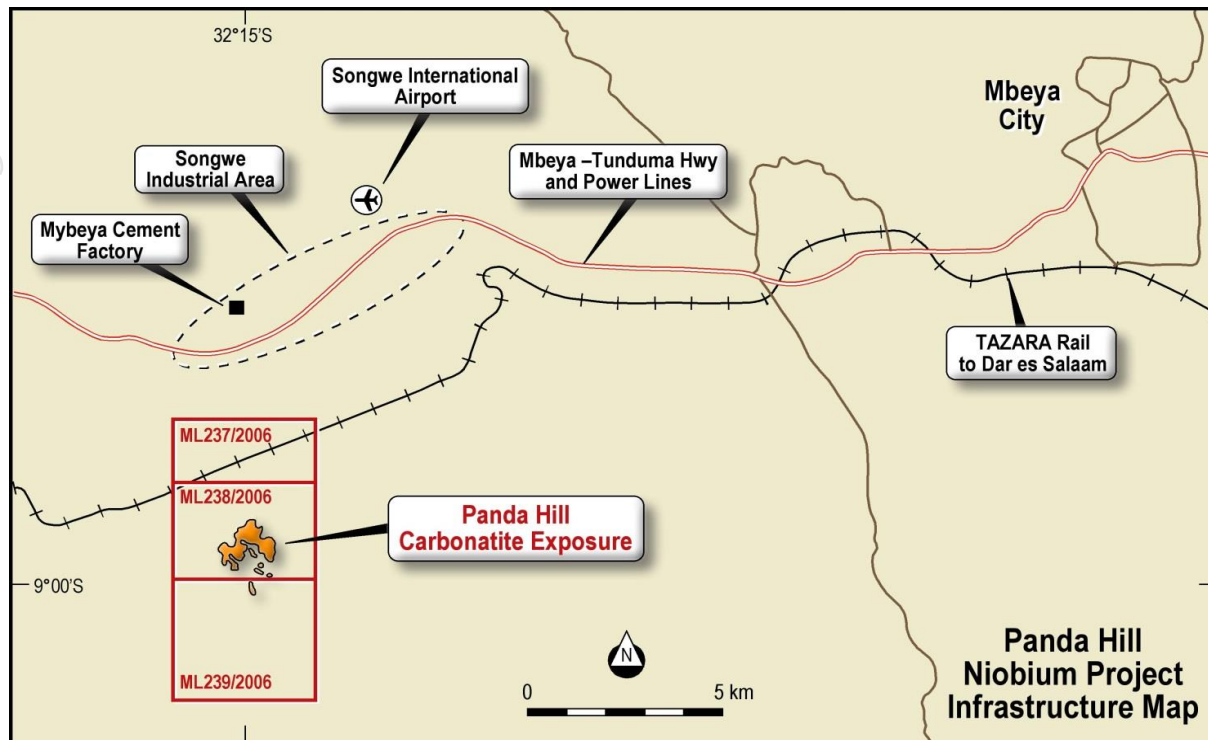 32°15'S
Songwe International
Airport
Mbeya
City
Songwe
Industrial Area
Mbeya –Tunduma Hwy
and Power Lines
Mybeya Cement
Factory
TAZARA Rail
to Dar es Salaam
ML237/2006
ML238/2006
Panda Hill
Carbonatite Exposure
9°00'S
N
0 5 km
ML239/2006
Panda Hill
Niobium Project
Infrastructure Map